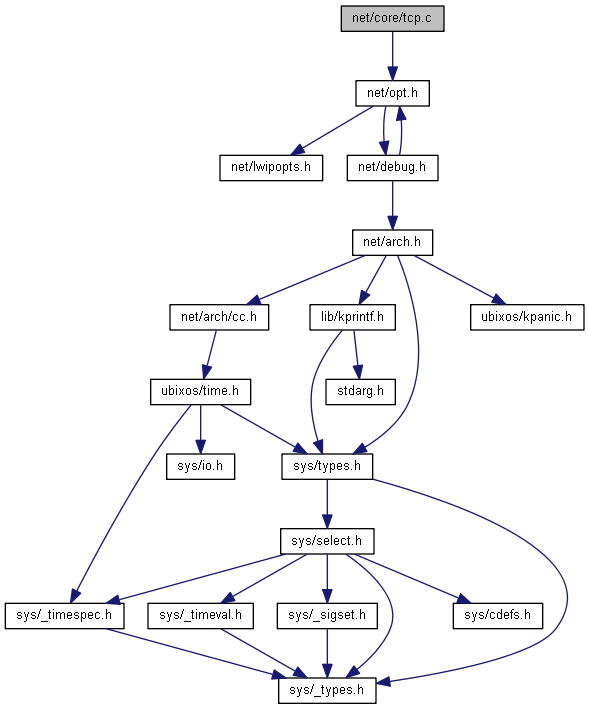 net/core/tcp.c
net/opt.h
net/lwipopts.h
net/debug.h
net/arch.h
net/arch/cc.h
lib/kprintf.h
ubixos/kpanic.h
ubixos/time.h
stdarg.h
sys/io.h
sys/types.h
sys/select.h
sys/_timespec.h
sys/_timeval.h
sys/_sigset.h
sys/cdefs.h
sys/_types.h